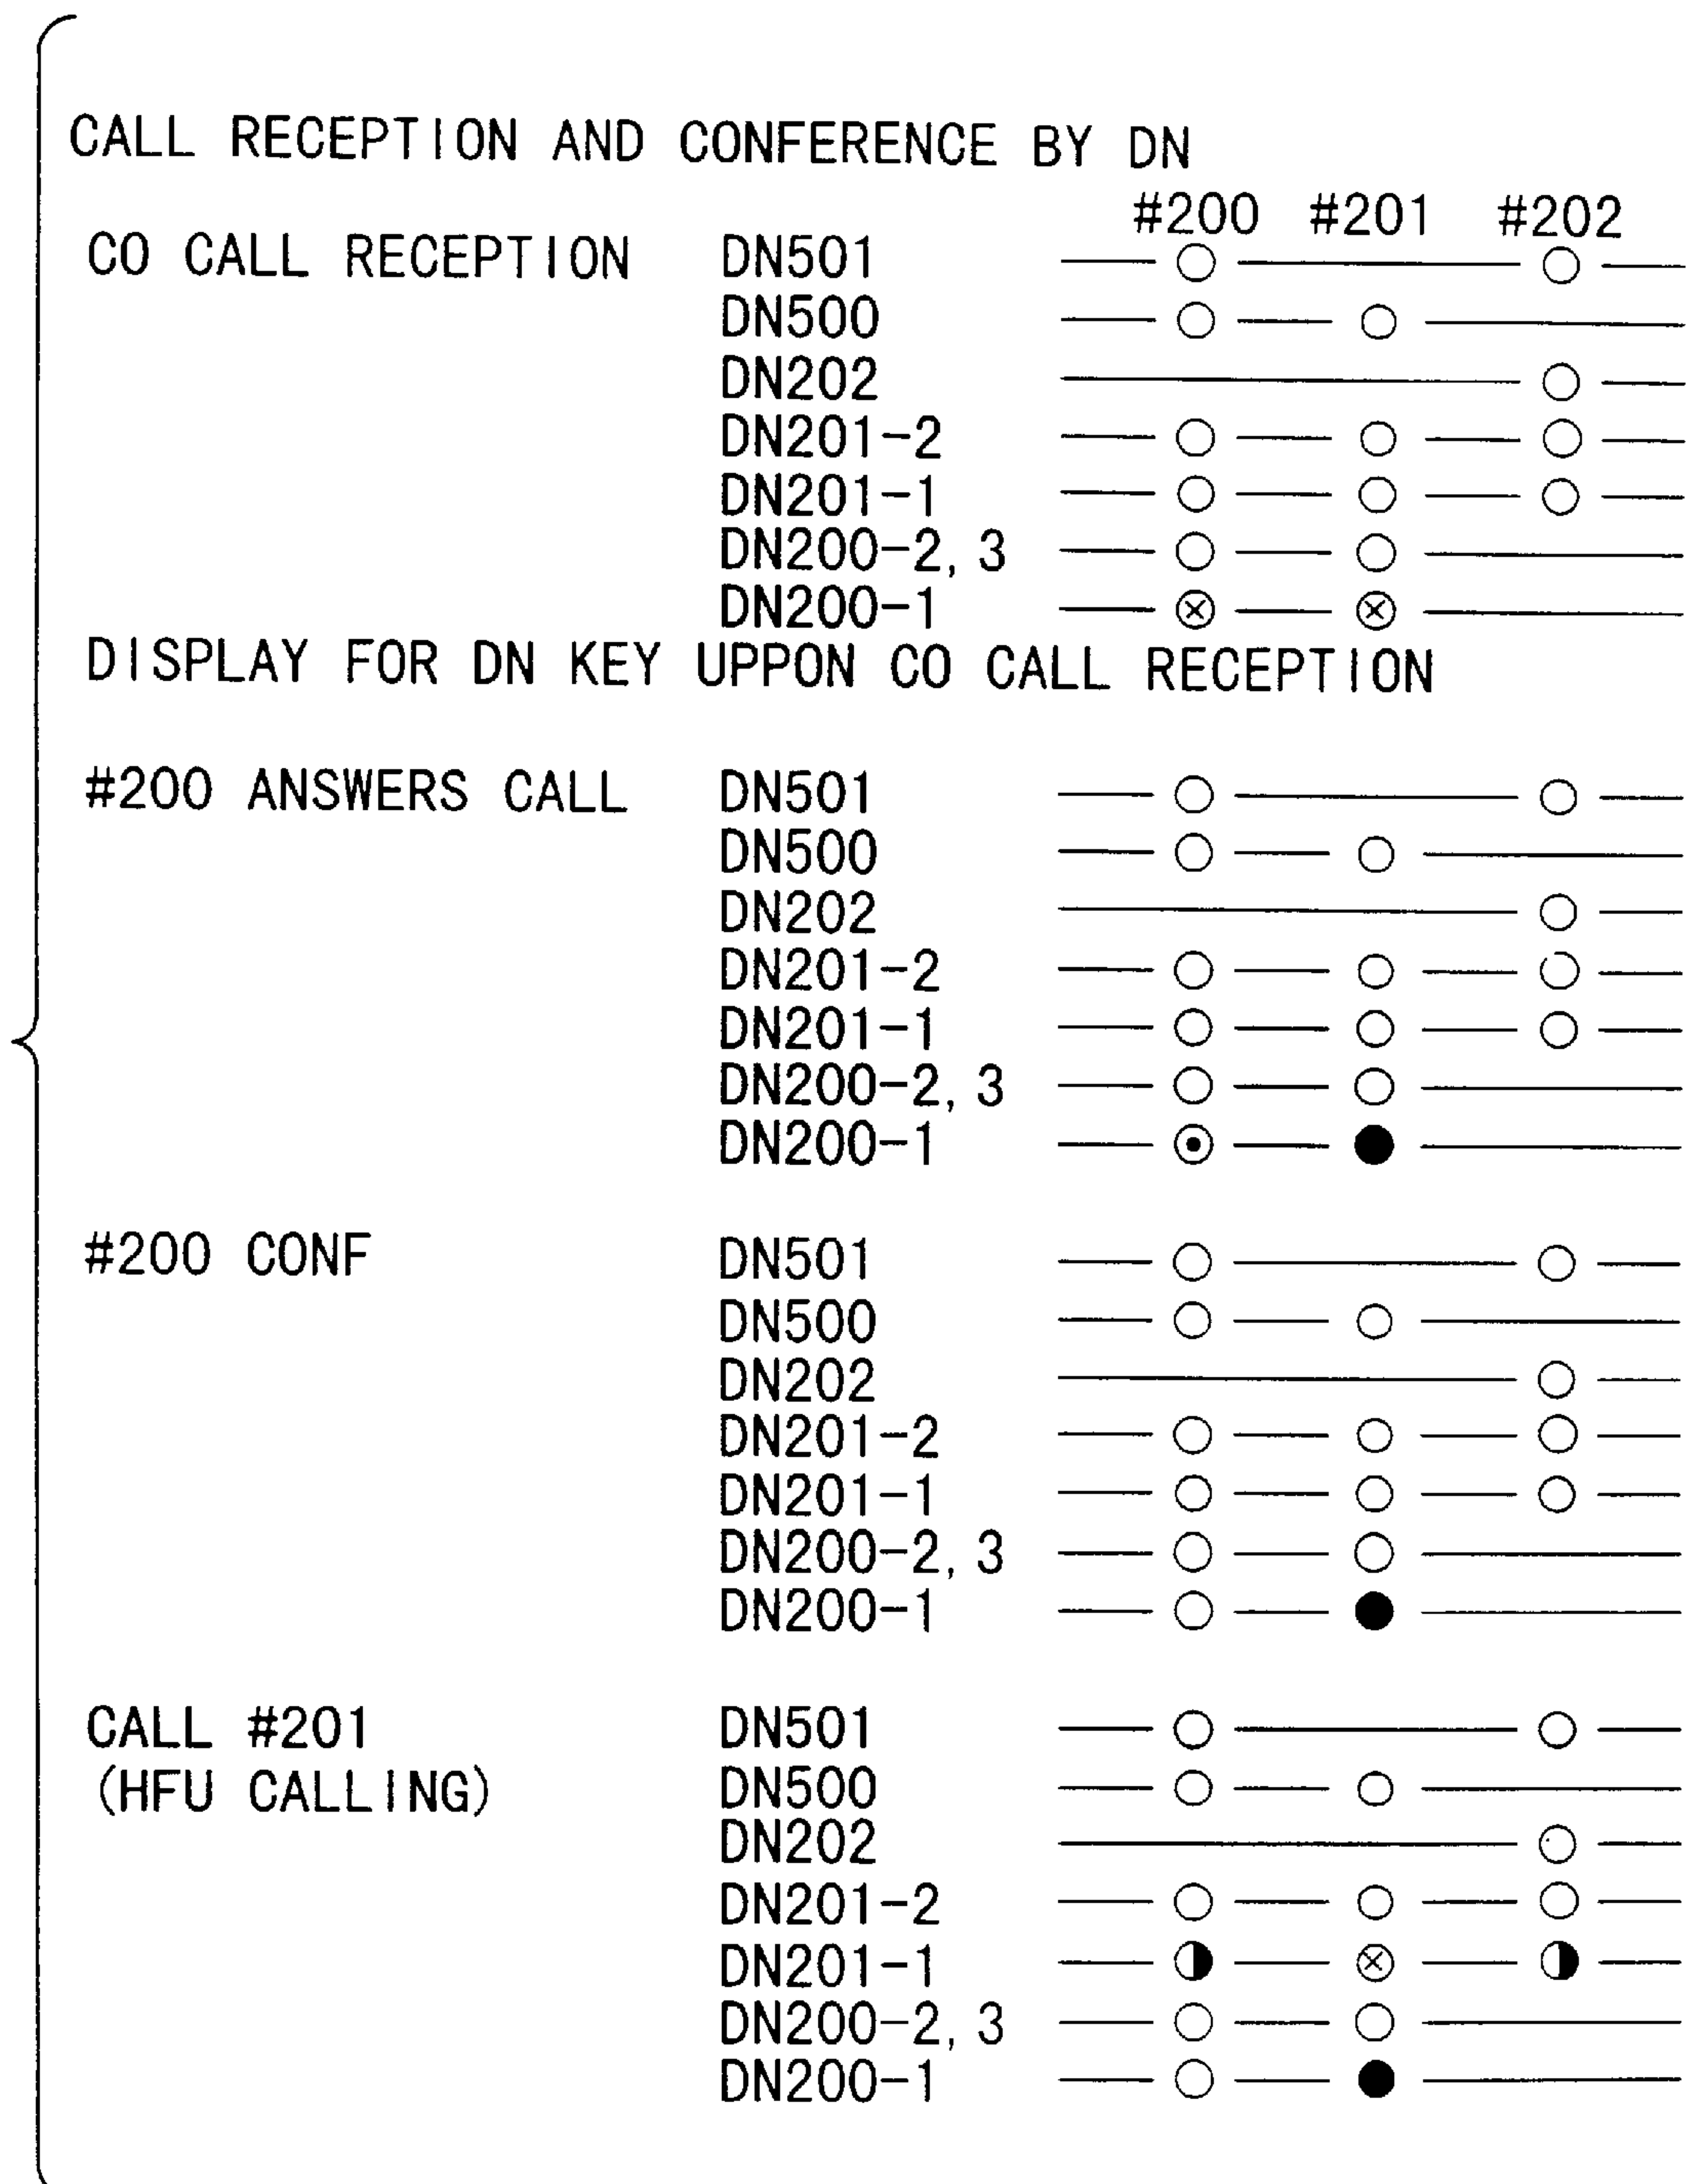 CALL RECEPTION AND CONFERENCE BY DN
#200 #201 #202
CO CALL RECEPTION DN501
DN500
DN202
DN201-2
DN201-1
DN200-2, 3
DN200-1
DISPLAY FOR DN KEY UPPON CO CALL RECEPTION
#200 ANSWERS CALL DN501
DN500
DN202
DN201-2
DN201-1
DN200-2, 3
DN200-1
#200 CONF DN501
DN500
DN202
DN201-2
DN201-1
DN200-2, 3
DN200-1
CALL #201 DN501
(HFU CALLING) DN500
DN202
DN201-2
DN201-1
DN200-2, 3
DN200-1